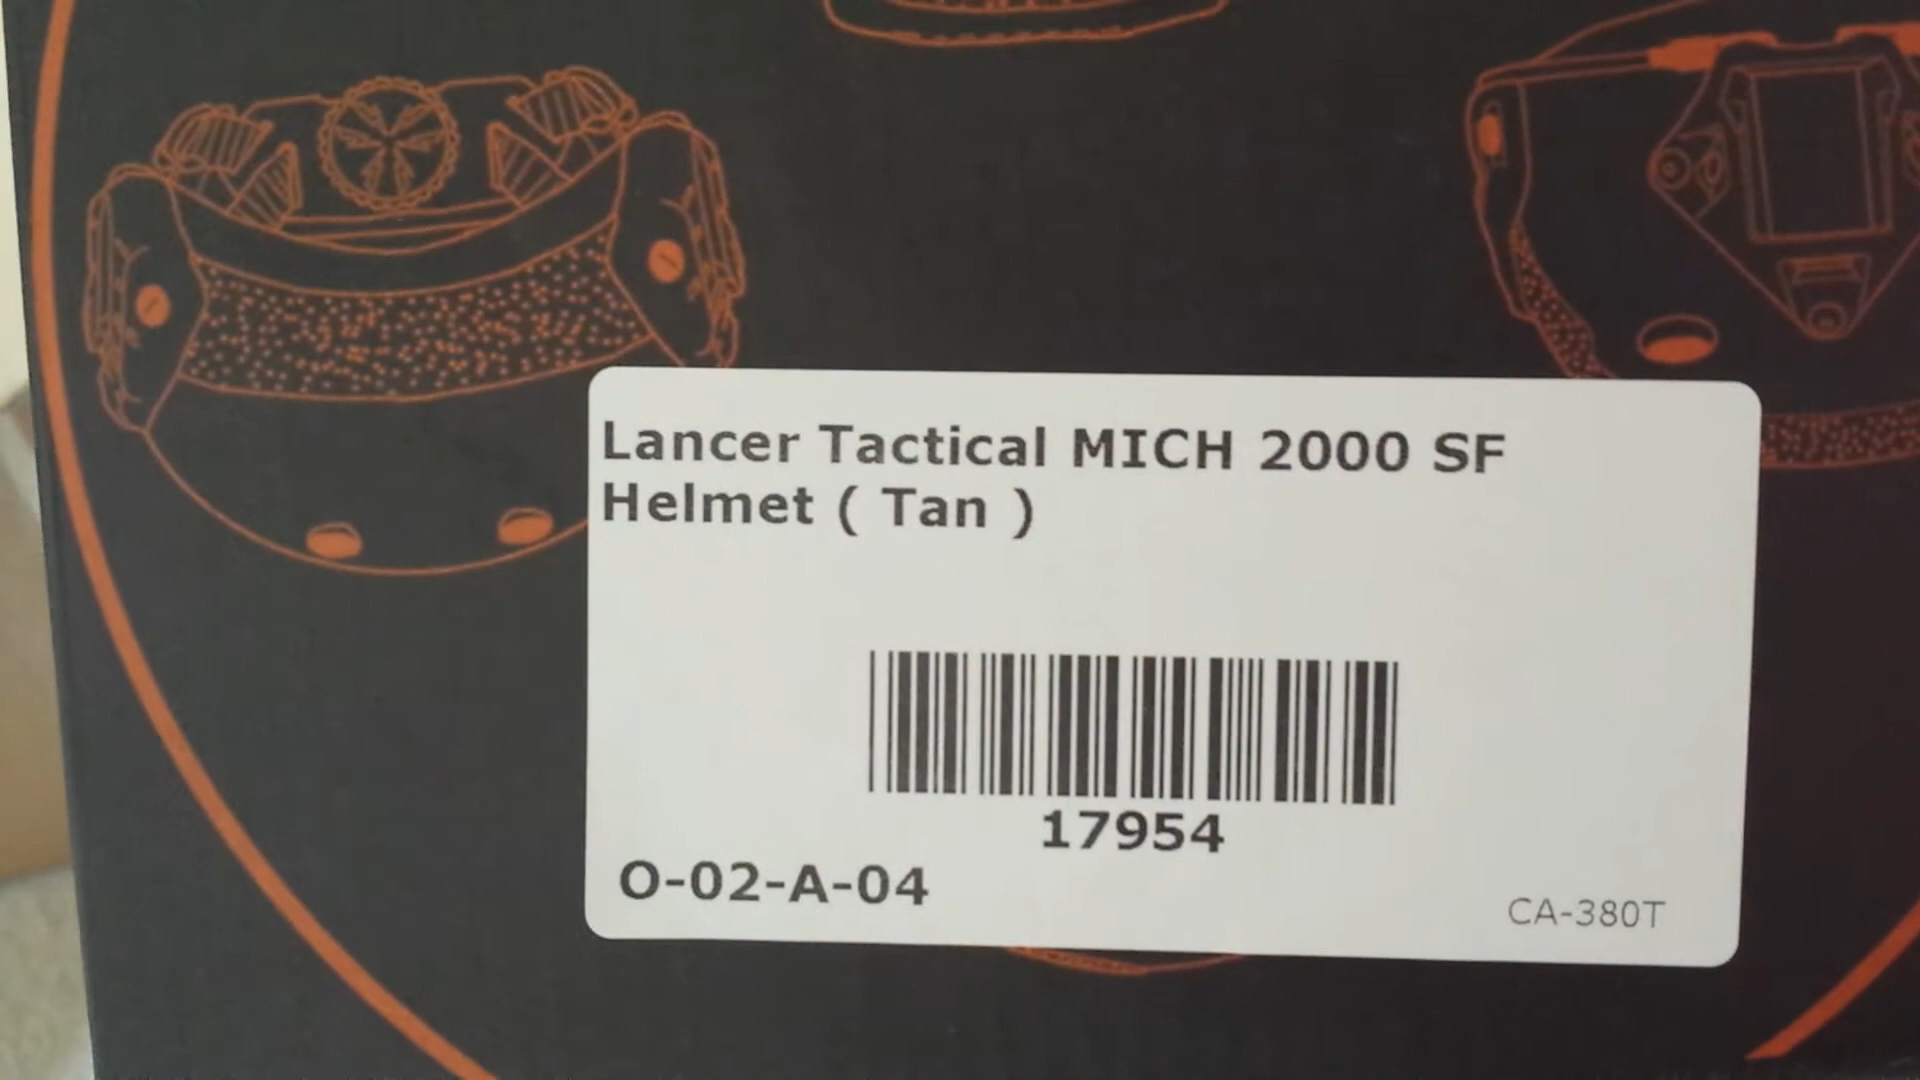 Lancer Tactical MICH 2000 SF
Helmet ( Tan )
17954
O-02-A-04
CA-380T